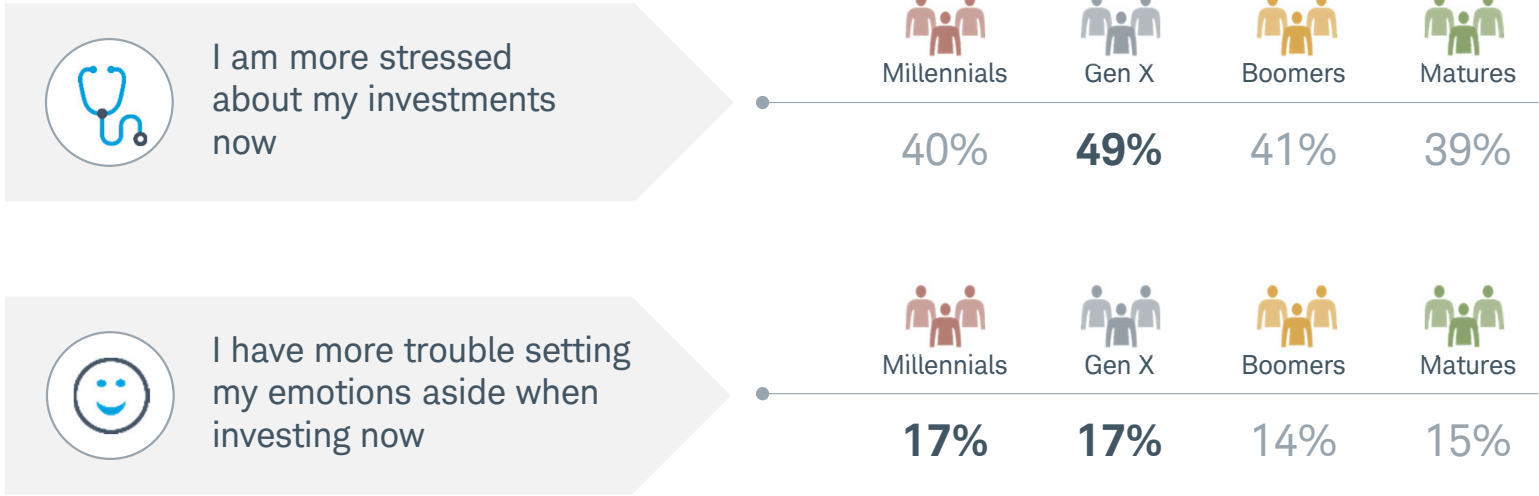 I am more stressed
about my investments
now
Millennials Gen X Boomers Matures
40% 49% 41% 39%
I have more trouble setting
my emotions aside when
investing now
Millennials Gen X Boomers Matures
17% 17% 14% 15%